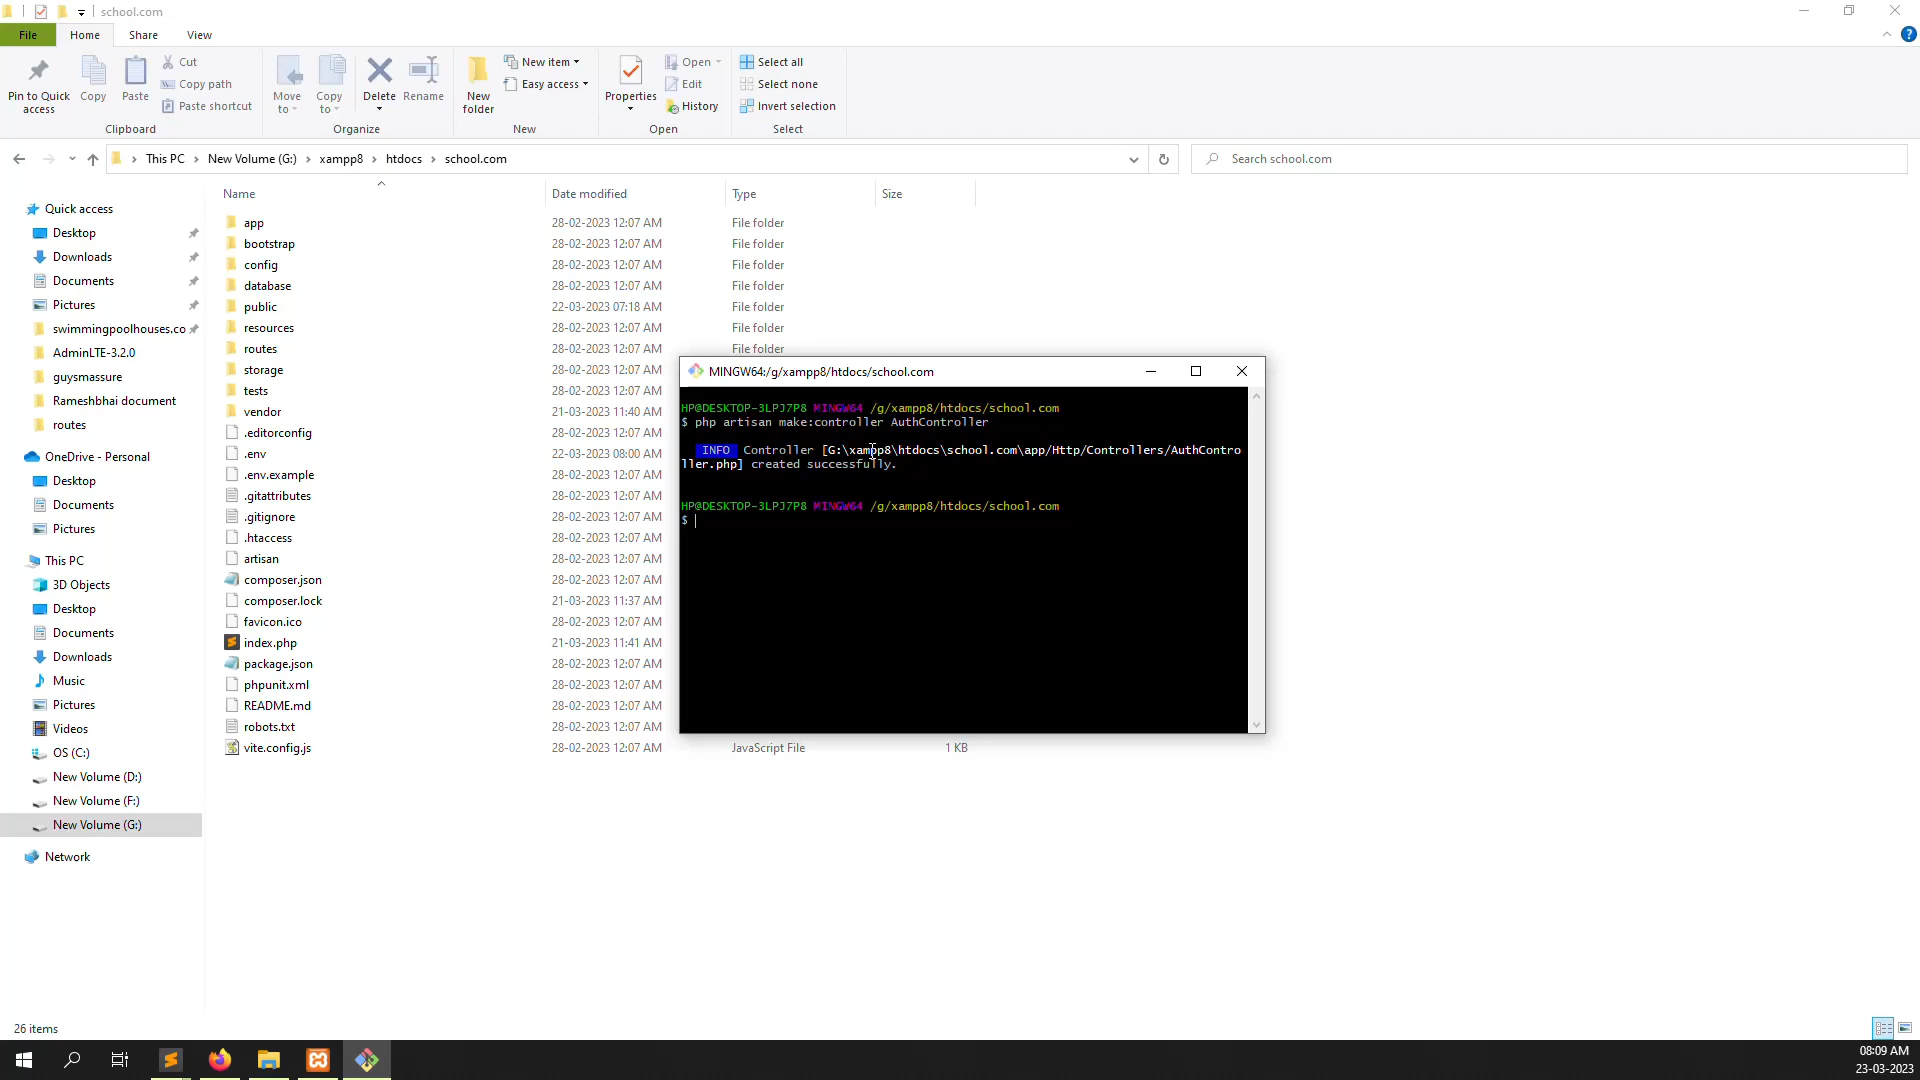 school.com
File Home Share View
Pin to Quick access
Copy
Paste
Cut
Copy path
Paste shortcut
Clipboard
Move to
Copy to
Delete
Rename
Organize
New folder
New item
Easy access
New
Properties
Open
Edit
History
Open
Select all
Select none
Invert selection
Select
This PC > New Volume (G:) > xampp8 > htdocs > school.com
Search school.com
Quick access
Desktop
Downloads
Documents
Pictures
swimmingpoolhouses.co
AdminLTE-3.2.0
guysmassure
Rameshbhai document
routes
OneDrive - Personal
Desktop
Documents
Pictures
This PC
3D Objects
Desktop
Documents
Downloads
Music
Pictures
Videos
OS (C:)
New Volume (D:)
New Volume (F:)
New Volume (G:)
Network
Name Date modified Type Size
app 28-02-2023 12:07 AM File folder
bootstrap 28-02-2023 12:07 AM File folder
config 28-02-2023 12:07 AM File folder
database 28-02-2023 12:07 AM File folder
public 22-03-2023 07:18 AM File folder
resources 28-02-2023 12:07 AM File folder
routes 28-02-2023 12:07 AM File folder
storage 28-02-2023 12:07 AM
tests 28-02-2023 12:07 AM
vendor 21-03-2023 11:40 AM
.editorconfig 28-02-2023 12:07 AM
.env 22-03-2023 08:00 AM
.env.example 28-02-2023 12:07 AM
.gitattributes 28-02-2023 12:07 AM
.gitignore 28-02-2023 12:07 AM
.htaccess 28-02-2023 12:07 AM
artisan 28-02-2023 12:07 AM
composer.json 28-02-2023 12:07 AM
composer.lock 21-03-2023 11:37 AM
favicon.ico 28-02-2023 12:07 AM
index.php 21-03-2023 11:41 AM
package.json 28-02-2023 12:07 AM
phpunit.xml 28-02-2023 12:07 AM
README.md 28-02-2023 12:07 AM
robots.txt 28-02-2023 12:07 AM
vite.config.js 28-02-2023 12:07 AM JavaScript File 1 KB
MINGW64:/g/xampp8/htdocs/school.com
HP@DESKTOP-3LPJ7P8 MINGW64 /g/xampp8/htdocs/school.com
$ php artisan make:controller AuthController
INFO Controller [G:\xampp8\htdocs\school.com\app/Http/Controllers/AuthContro
ller.php] created successfully.
HP@DESKTOP-3LPJ7P8 MINGW64 /g/xampp8/htdocs/school.com
$
26 items
08:09 AM
23-03-2023